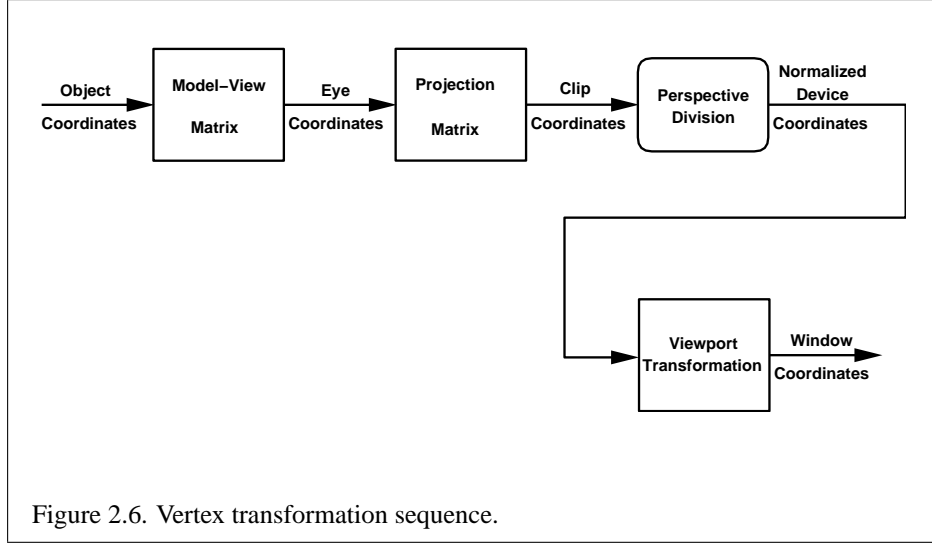 Object
Coordinates
Model−View
Matrix
Eye
Coordinates
Projection
Matrix
Clip
Coordinates
Perspective
Division
Normalized
Device
Coordinates
Viewport
Transformation
Window
Coordinates
Figure 2.6. Vertex transformation sequence.